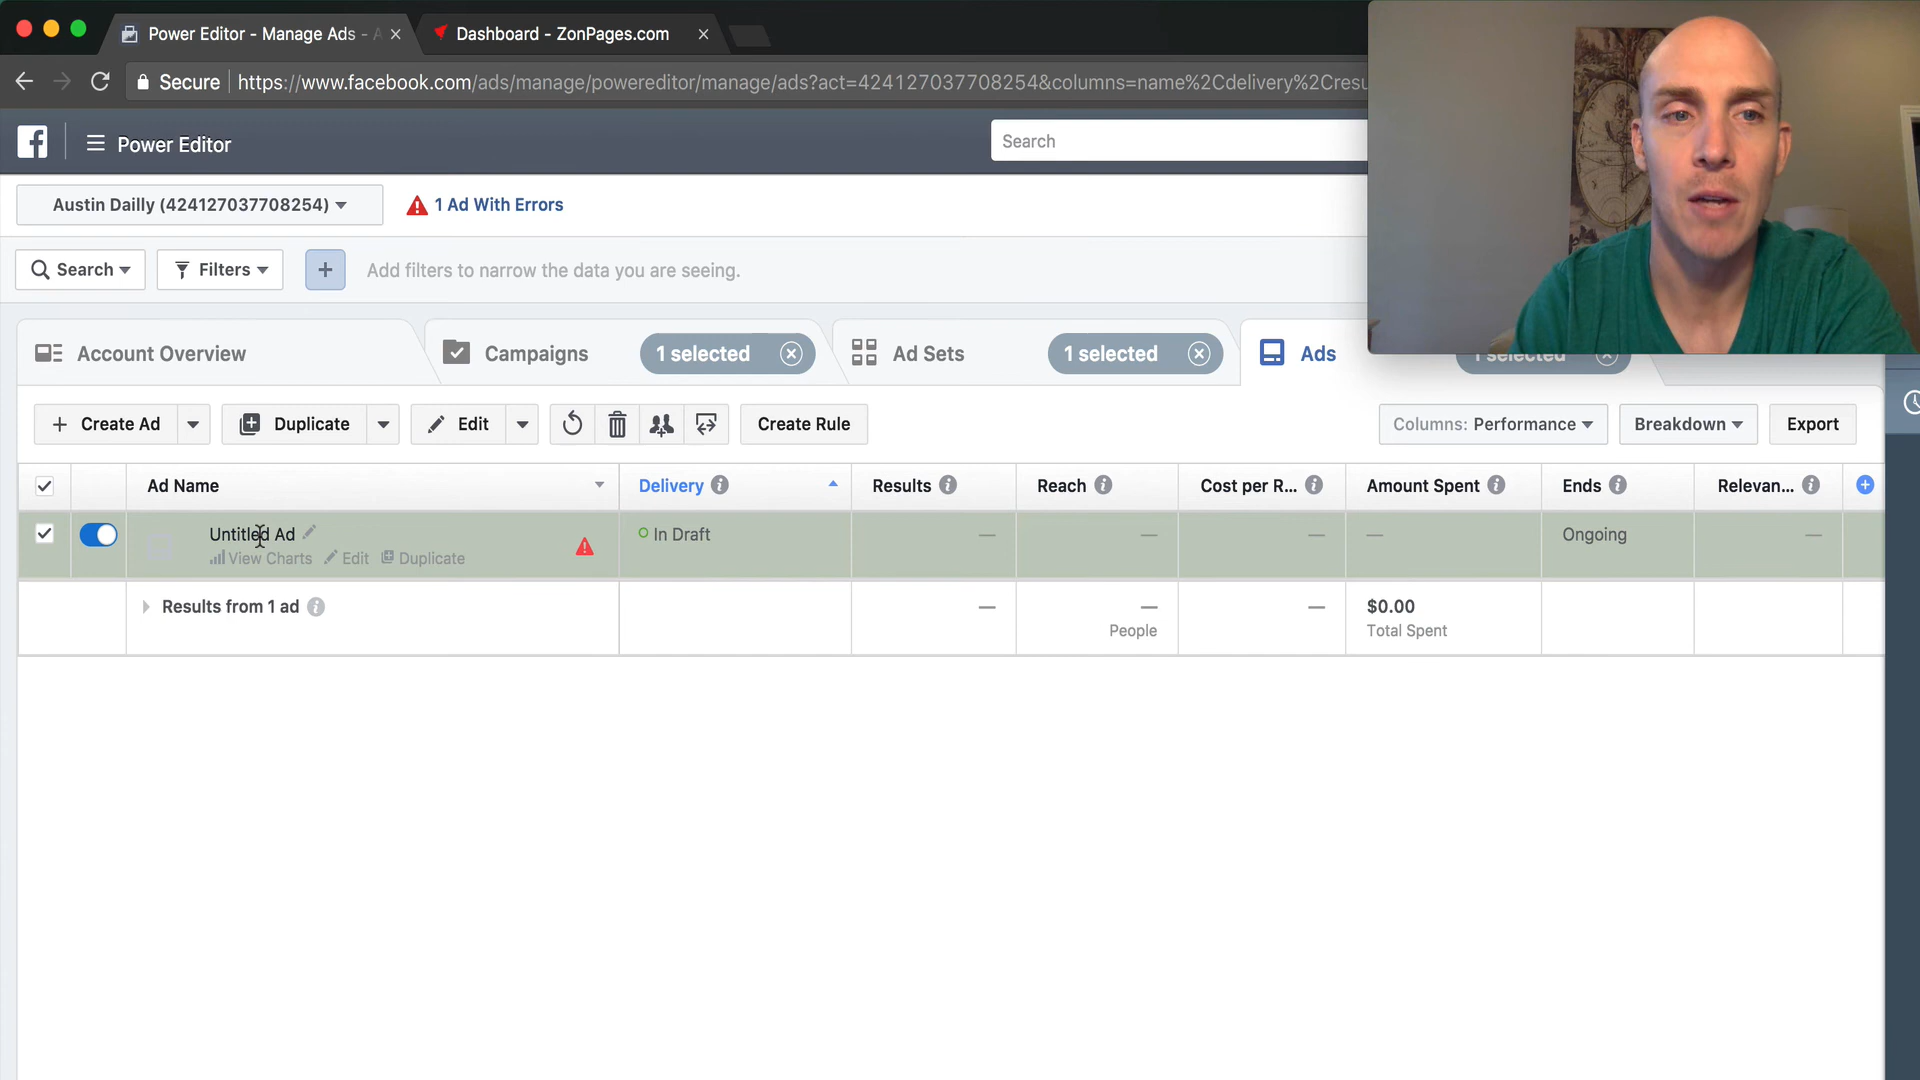 Power Editor - Manage Ads - A
Dashboard - ZonPages.com
Secure
https://www.facebook.com/ads/manage/powereditor/manage/ads?act=424127037708254&columns=name%2Cdelivery%2Cresu
Power Editor
Search
Austin Dailly (424127037708254)
1 Ad With Errors
Search
Filters
Add filters to narrow the data you are seeing.
Account Overview
Campaigns
1 selected
Ad Sets
1 selected
Ads
1 selected
Create Ad
Duplicate
Edit
Create Rule
Columns: Performance
Breakdown
Export
Ad Name
Delivery
Results
Reach
Cost per R...
Amount Spent
Ends
Relevan...
Untitled Ad
In Draft
—
—
—
—
Ongoing
—
View Charts
Edit
Duplicate
Results from 1 ad
—
—
—
$0.00
People
Total Spent